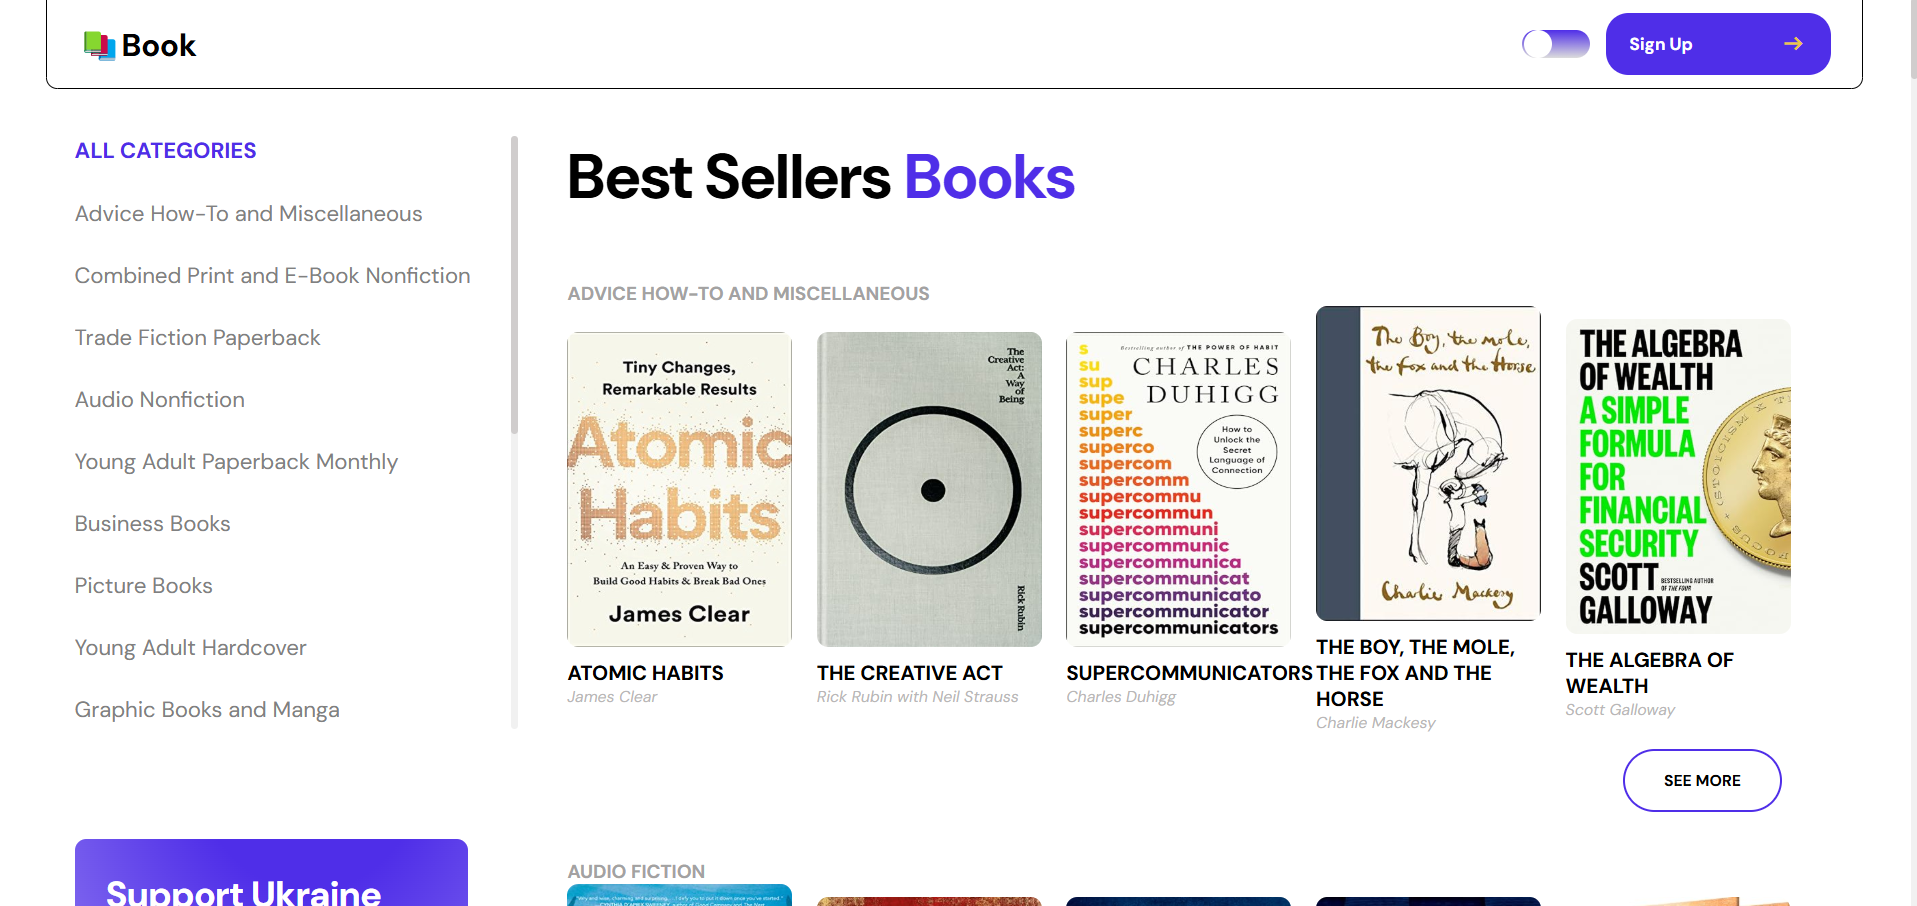 Book
Sign Up
ALL CATEGORIES
Advice How-To and Miscellaneous
Combined Print and E-Book Nonfiction
Trade Fiction Paperback
Audio Nonfiction
Young Adult Paperback Monthly
Business Books
Picture Books
Young Adult Hardcover
Graphic Books and Manga
Support Ukraine
Best Sellers Books
ADVICE HOW-TO AND MISCELLANEOUS
Tiny Changes,
Remarkable Results
Atomic
Habits
An Easy & Proven Way to
Build Good Habits & Break Bad Ones
James Clear
ATOMIC HABITS
James Clear
The
Creative
Act:
A
Way
of
Being
Rick Rubin
THE CREATIVE ACT
Rick Rubin with Neil Strauss
Bestselling author of THE POWER OF HABIT
CHARLES
DUHIGG
How to
Unlock the
Secret
Language of
Connection
s
su
sup
supe
super
superc
superco
supercom
supercomm
supercommu
supercommun
supercommuni
supercommunic
supercommunica
supercommunicat
supercommunicato
supercommunicator
supercommunicators
SUPERCOMMUNICATORS
Charles Duhigg
The Boy, the mole,
the fox and the Horse
Charlie Mackesy
THE BOY, THE MOLE,
THE FOX AND THE
HORSE
Charlie Mackesy
THE ALGEBRA
OF WEALTH
A SIMPLE
FORMULA
FOR
FINANCIAL
SECURITY
SCOTT
BESTSELLING AUTHOR
OF THE FOUR
GALLOWAY
THE ALGEBRA OF
WEALTH
Scott Galloway
SEE MORE
AUDIO FICTION